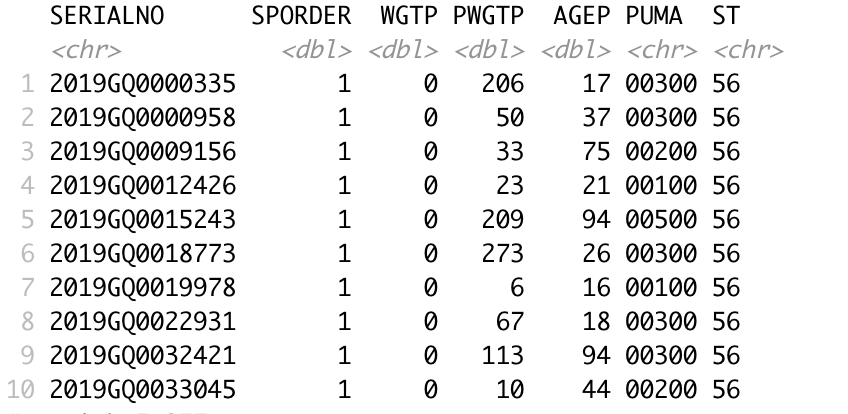 SERIALNO SPORDER WGTP PWGTP AGEP PUMA ST
<chr> <dbl> <dbl> <dbl> <dbl> <chr> <chr>
1 2019GQ0000335 1 0 206 17 00300 56
2 2019GQ0000958 1 0 50 37 00300 56
3 2019GQ0009156 1 0 33 75 00200 56
4 2019GQ0012426 1 0 23 21 00100 56
5 2019GQ0015243 1 0 209 94 00500 56
6 2019GQ0018773 1 0 273 26 00300 56
7 2019GQ0019978 1 0 6 16 00100 56
8 2019GQ0022931 1 0 67 18 00300 56
9 2019GQ0032421 1 0 113 94 00300 56
10 2019GQ0033045 1 0 10 44 00200 56